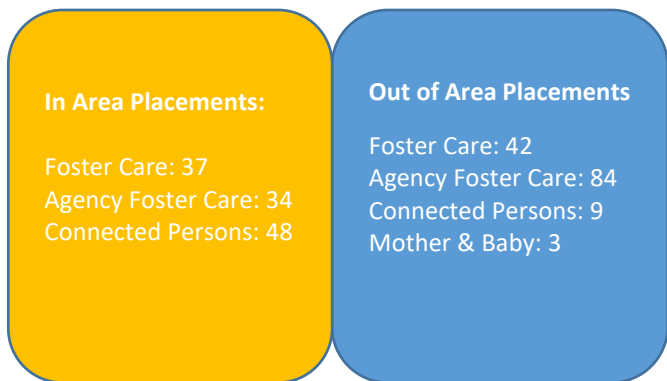 In Area Placements:
Foster Care: 37
Agency Foster Care: 34
Connected Persons: 48
Out of Area Placements
Foster Care: 42
Agency Foster Care: 84
Connected Persons: 9
Mother & Baby: 3